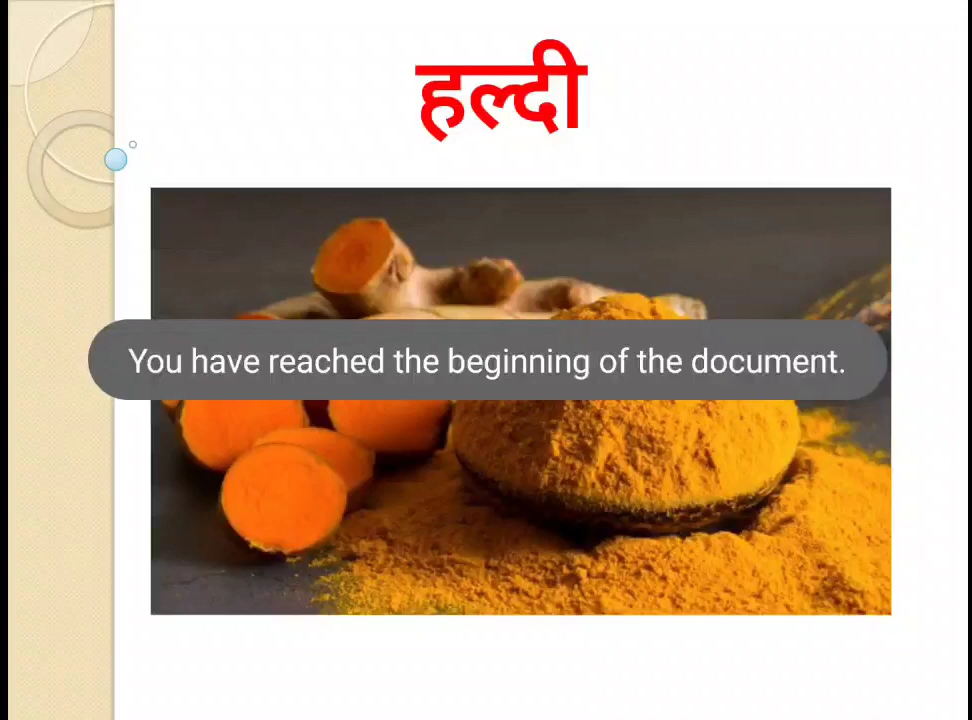 हल्दी
You have reached the beginning of the document.